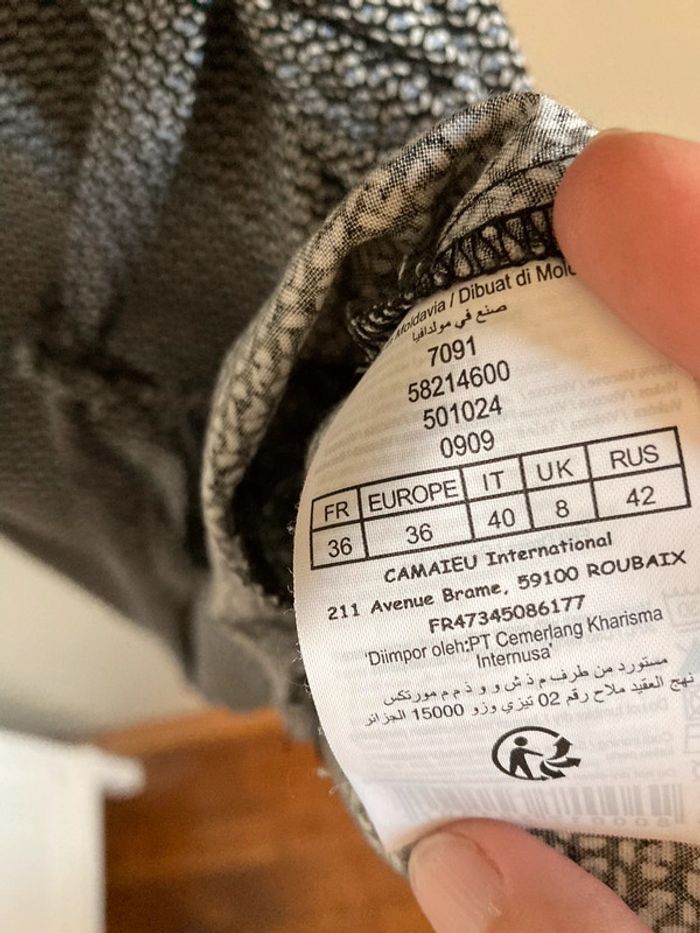 Moldavia / Dibuat di Mol
صنع في مولدافيا
7091
58214600
501024
0909
FR EUROPE IT UK RUS
36 36 40 8 42
CAMAIEU International
211 Avenue Brame, 59100 ROUBAIX
FR47345086177
'Diimpor oleh:PT Cemerlang Kharisma
Internusa'
مستورد من طرف م ذ ش و و ذ م م مورتكس
نهج العقيد ملاح رقم 02 تيزي وزو 15000 الجزائر